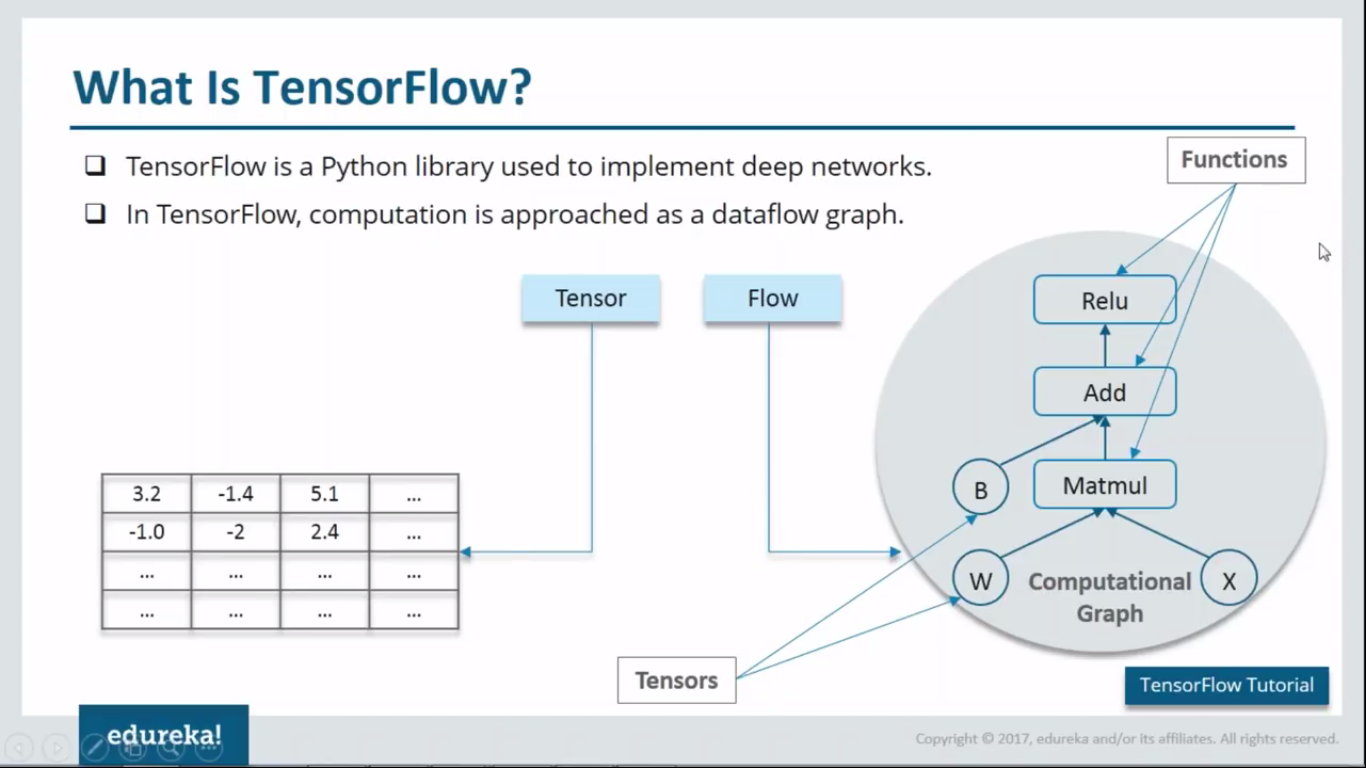 What Is TensorFlow?
TensorFlow is a Python library used to implement deep networks.
In TensorFlow, computation is approached as a dataflow graph.
Functions
Tensor
Flow
Relu
Add
B
Matmul
W
Computational
Graph
X
3.2 -1.4 5.1 ...
-1.0 -2 2.4 ...
... ... ... ...
... ... ... ...
Tensors
TensorFlow Tutorial
edureka!
Copyright © 2017, edureka and/or its affiliates. All rights reserved.